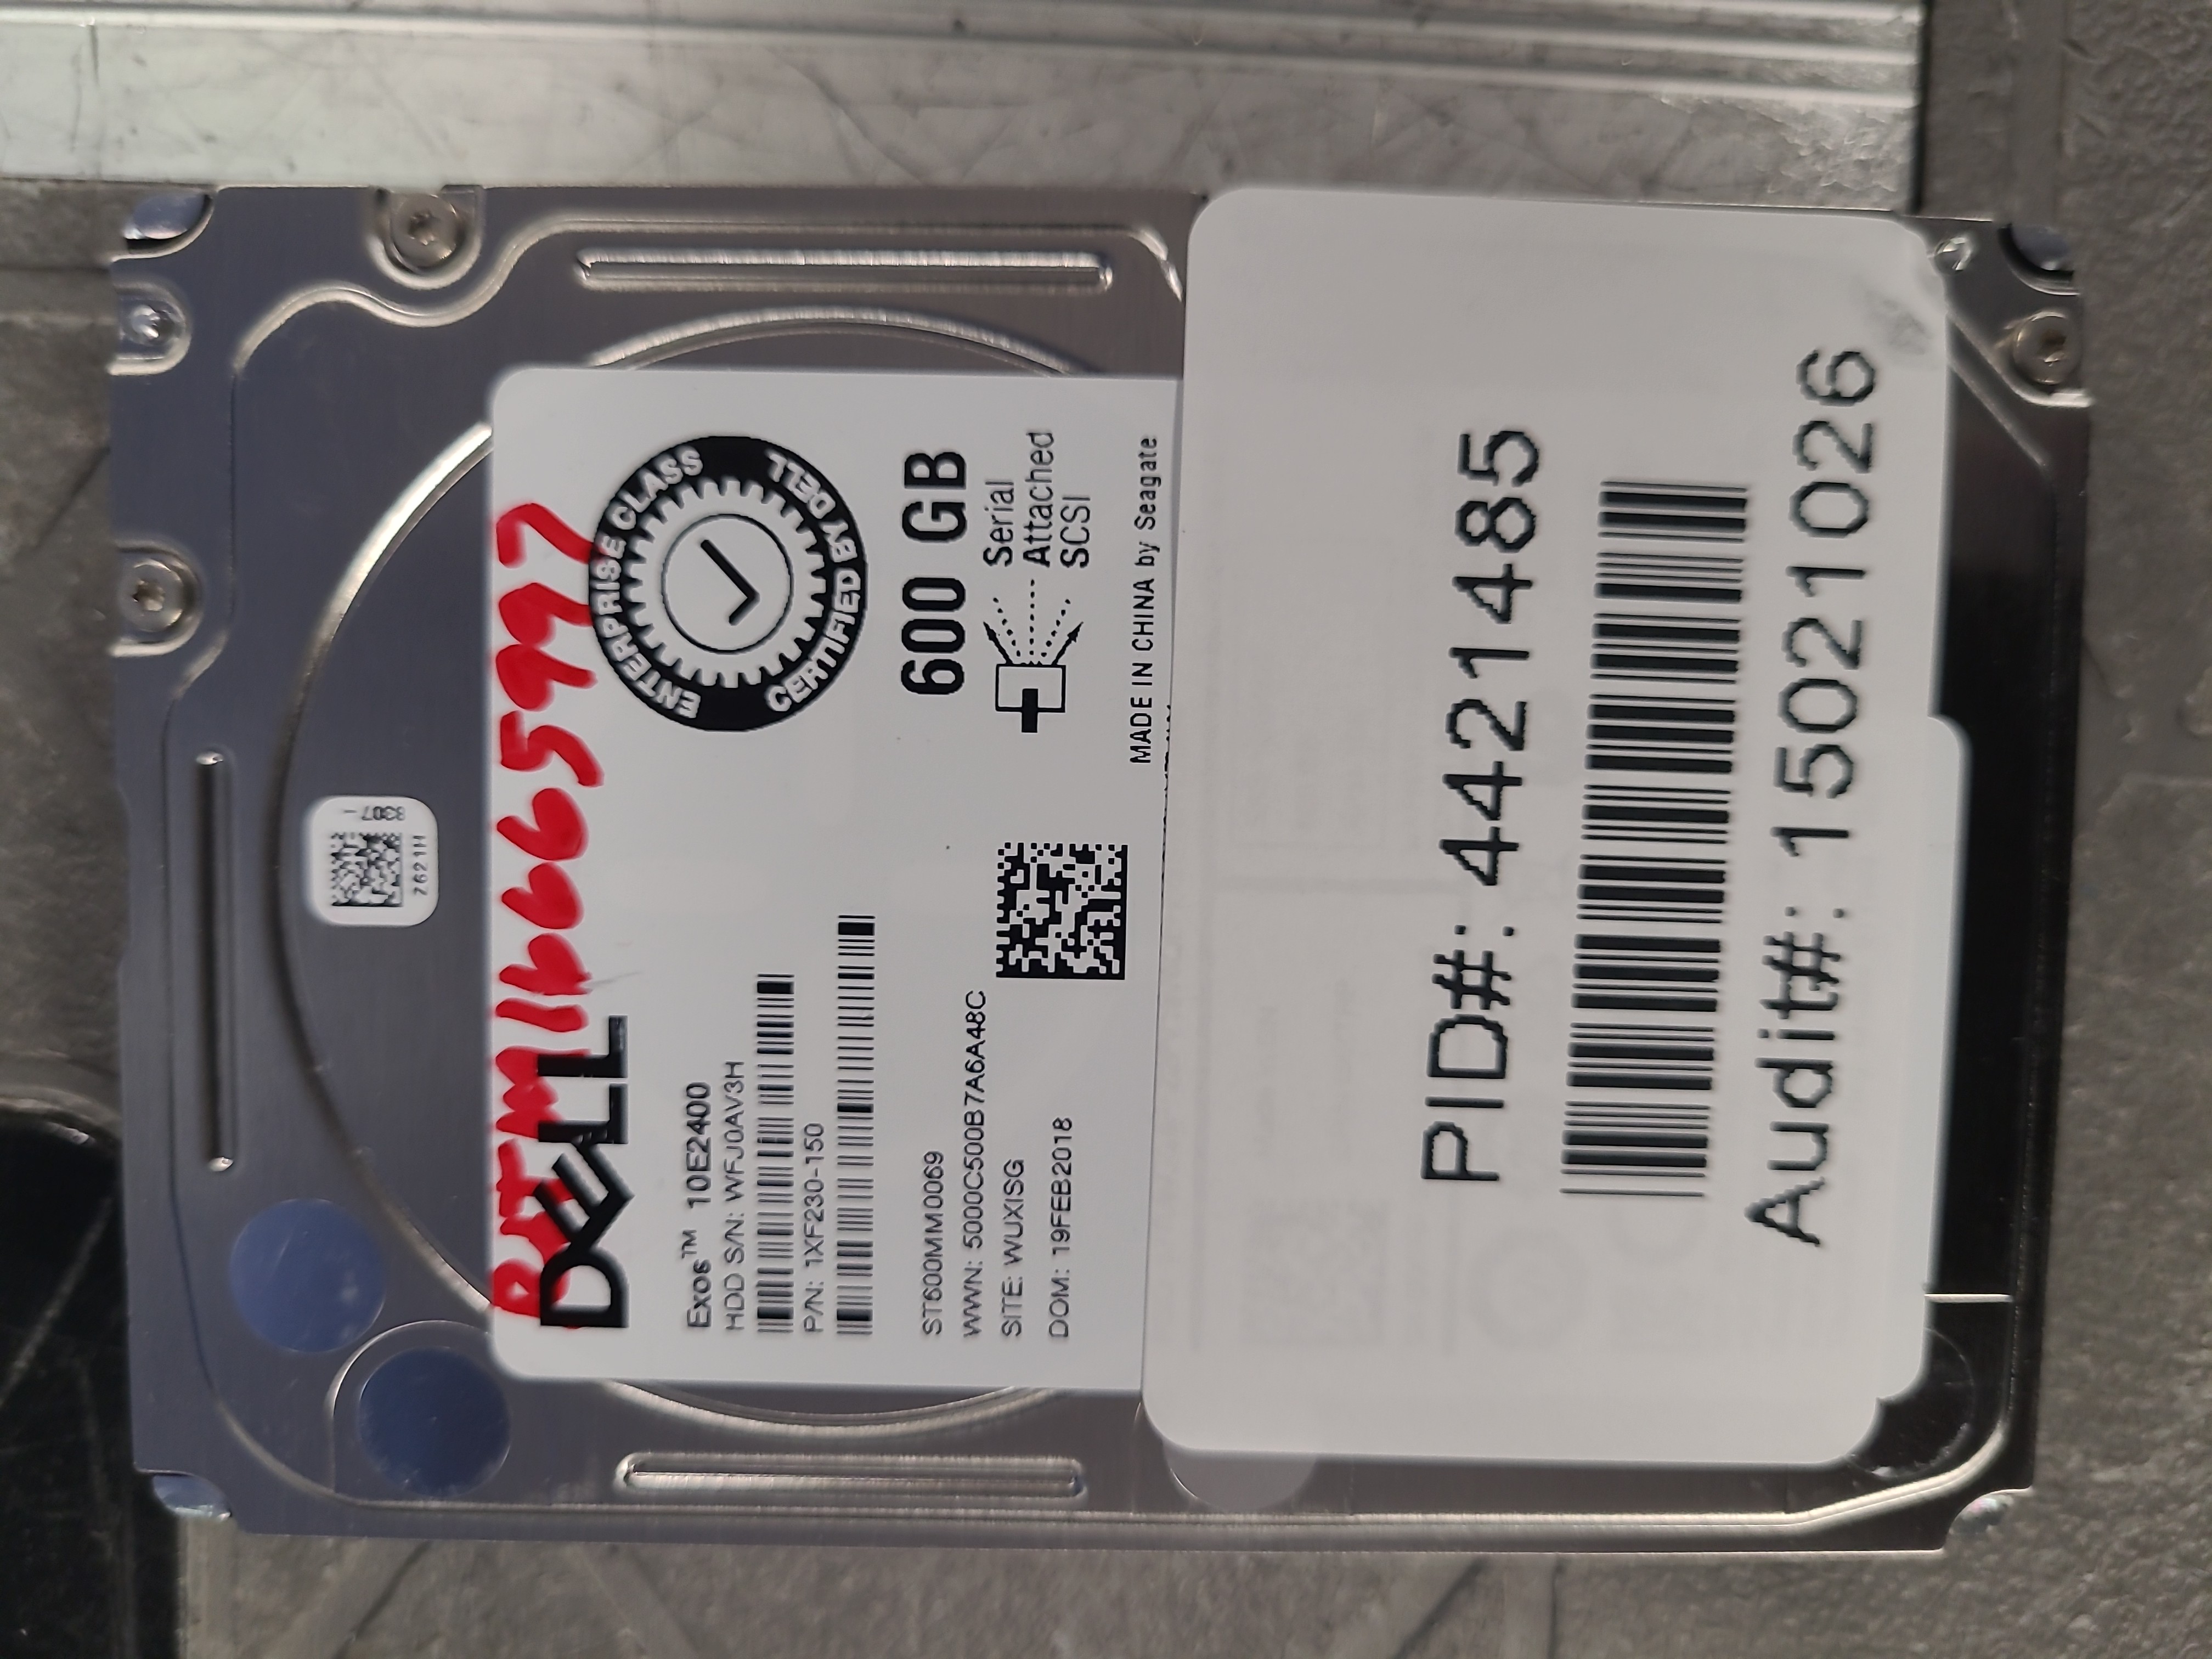 Z621H
B307-
DELL
Exos™ 10E2400
HDD S/N: WFJ0AV3H
P/N: 1XF230-150
ENTERPRISE CLASS
CERTIFIED BY DELL
ST600MM0069
WWN: 5000C500B7A6A48C
SITE: WUXISG
DOM: 19FEB2018
600 GB
Serial
Attached
SCSI
MADE IN CHINA by Seagate
PID#: 4421485
Audit#: 15021026